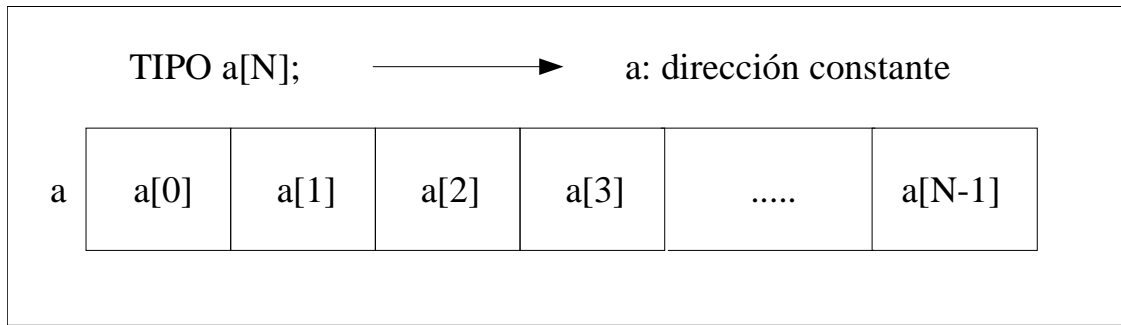 TIPO a[N]; a: dirección constante
a a[0] a[1] a[2] a[3] ..... a[N-1]